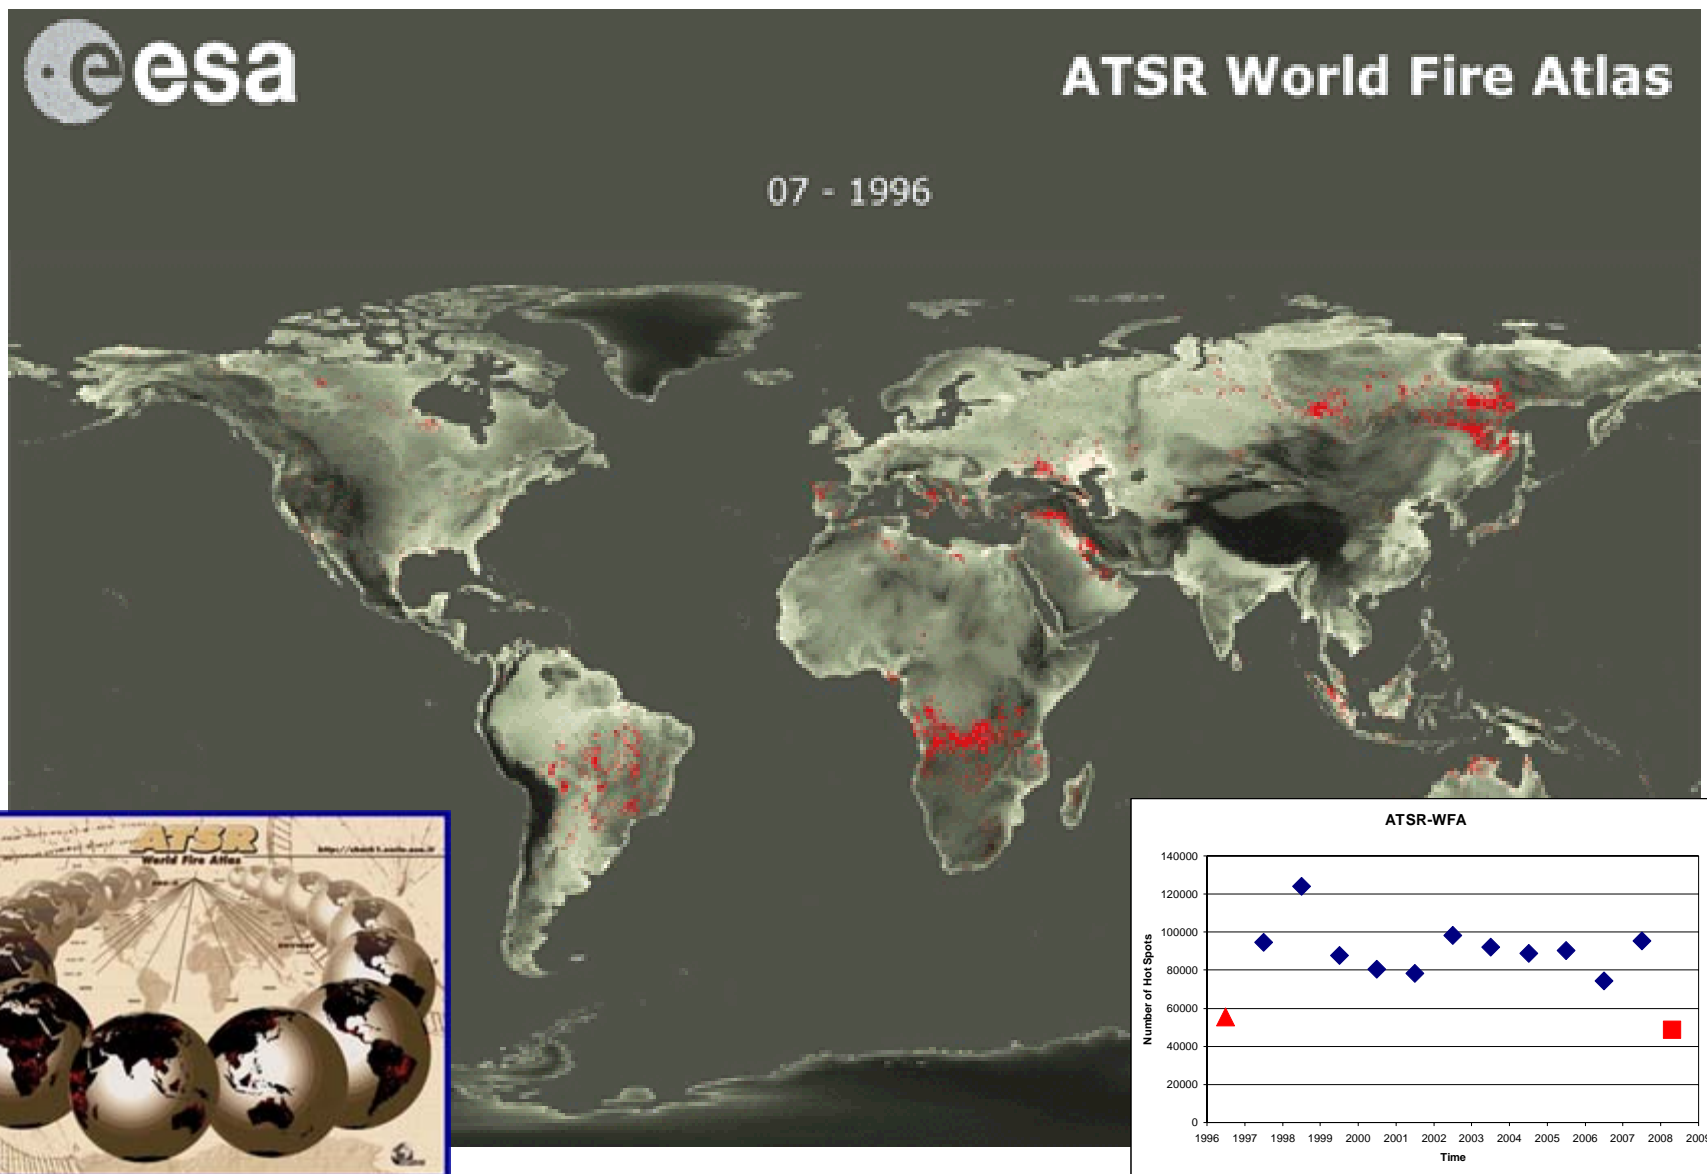 esa
ATSR World Fire Atlas
07 - 1996
ATSR
World Fire Atlas
ATSR-WFA
Number of Hot Spots
140000
120000
100000
80000
60000
40000
20000
0
1996 1997 1998 1999 2000 2001 2002 2003 2004 2005 2006 2007 2008 2009
Time